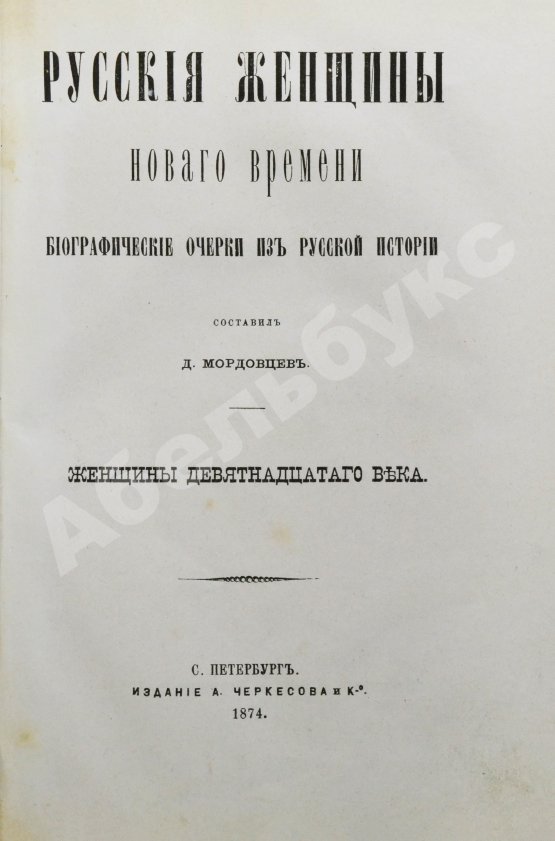 РУССКІЯ ЖЕНЩИНЫ
НОВАГО ВРЕМЕНИ
БІОГРАФИЧЕСКІЕ ОЧЕРКИ ИЗЪ РУССКОЙ ИСТОРІИ
СОСТАВИЛЪ
Д. МОРДОВЦЕВЪ.
ЖЕНЩИНЫ ДЕВЯТНАДЦАТАГО ВѢКА.
С. ПЕТЕРБУРГЪ.
ИЗДАНІЕ А. ЧЕРКЕСОВА и К-º.
1874.
Абельбукс